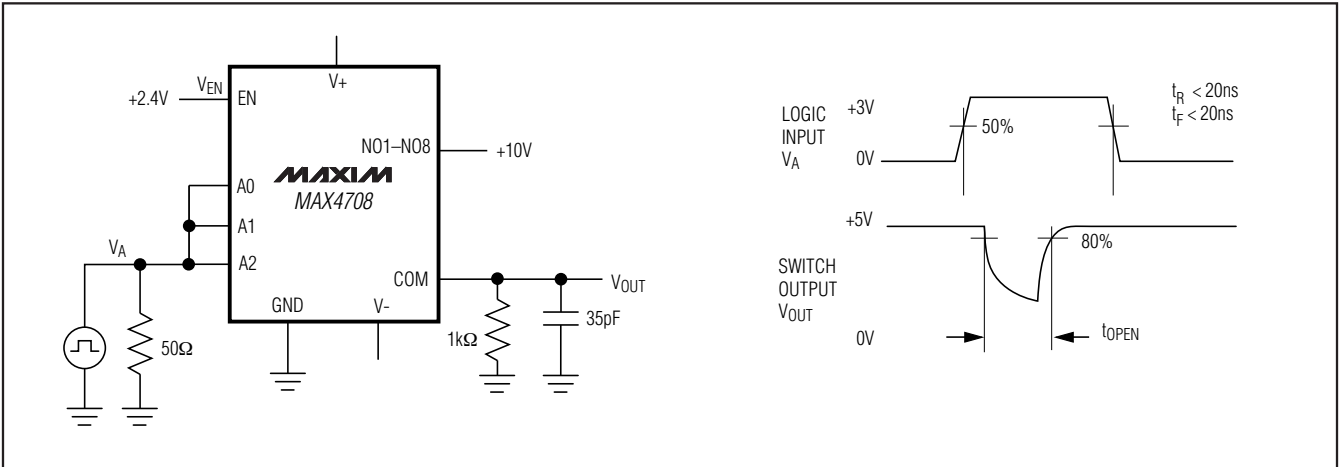 V+
+2.4V
VEN
EN
NO1–NO8
+10V
MAXIM
MAX4708
A0
A1
VA
A2
COM
VOUT
GND
V-
50Ω
1kΩ
35pF
LOGIC
INPUT
VA
+3V
50%
0V
tR < 20ns
tF < 20ns
+5V
80%
SWITCH
OUTPUT
VOUT
0V
tOPEN